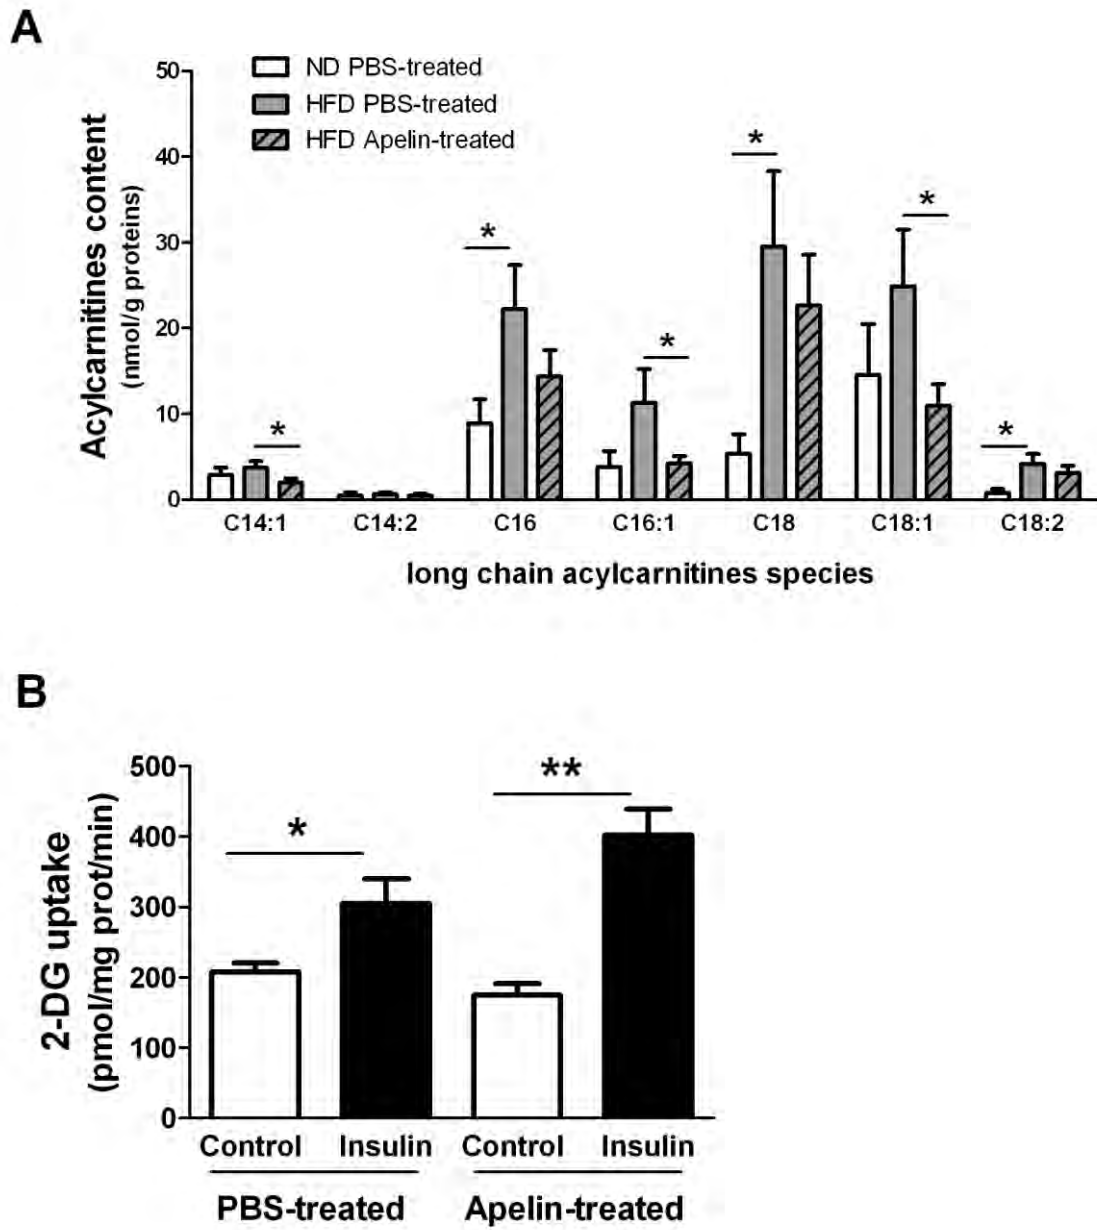 A
ND PBS-treated
HFD PBS-treated
HFD Apelin-treated
Acylcarnitines content
(nmol/g proteins)
50
40
30
20
10
0
*
*
*
*
*
*
C14:1 C14:2 C16 C16:1 C18 C18:1 C18:2
long chain acylcarnitines species
B
2-DG uptake
(pmol/mg prot/min)
500
400
300
200
100
0
*
**
Control Insulin Control Insulin
PBS-treated Apelin-treated